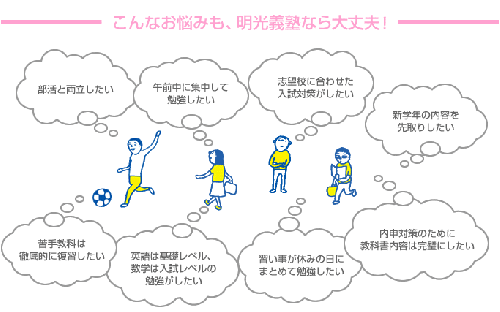 こんなお悩みも、明光義塾なら大丈夫!
部活と両立したい
午前中に集中して
勉強したい
志望校に合わせた
入試対策がしたい
新学年の内容を
先取りしたい
苦手教科は
徹底的に復習したい
英語は基礎レベル、
数学は入試レベルの
勉強がしたい
習い事が休みの日に
まとめて勉強したい
内申対策のために
教科書内容は完璧にしたい